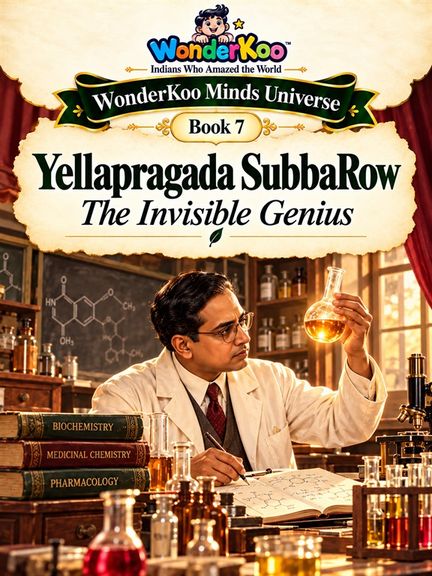 WonderKoo™
Indians Who Amazed the World
WonderKoo Minds Universe
Book 7
Yellapragada SubbaRow
The Invisible Genius
BIOCHEMISTRY
MEDICINAL CHEMISTRY
PHARMACOLOGY